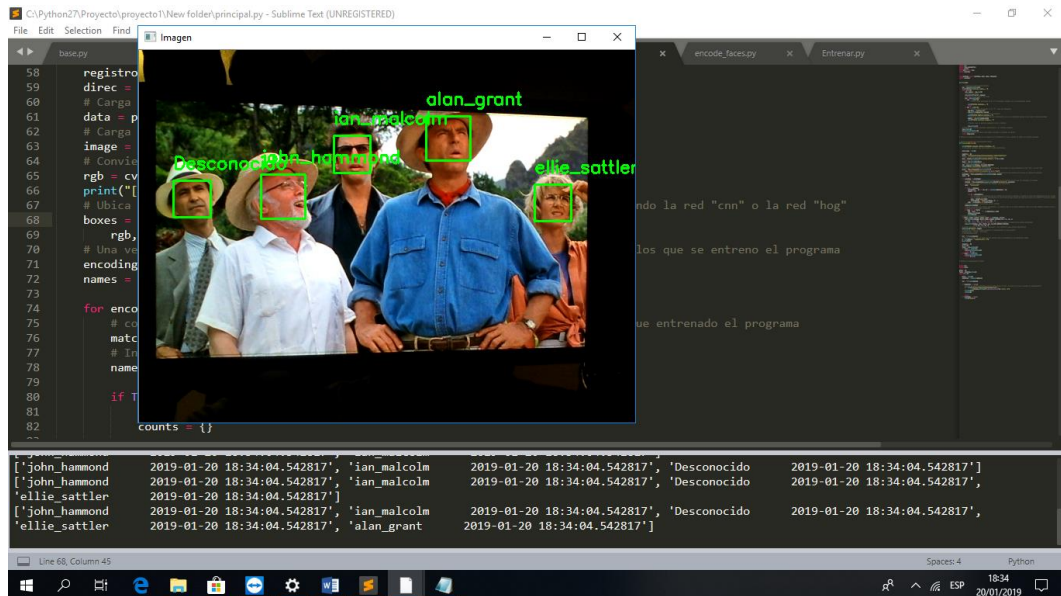 C:\Python27\Proyecto\proyecto1\New folder\principal.py - Sublime Text (UNREGISTERED)
File Edit Selection Find
Imagen
base.py
encode_faces.py
Entrenar.py
58 registro
59 direc =
60 # Carga
61 data = p
62 # Carga
63 image =
64 # Convie
65 rgb = cv
66 print("[
67 # Ubica ndo la red "cnn" o la red "hog"
68 boxes =
69 rgb,
70 # Una ve los que se entreno el programa
71 encoding
72 names =
73
74 for enco
75 # co ue entrenado el programa
76 matc
77 # In
78 name
79
80 if T
81
82 counts = {}
alan_grant
ian_malcolm
Desconocido
john_hammond
ellie_sattler
['john_hammond 2019-01-20 18:34:04.542817', 'ian_malcolm 2019-01-20 18:34:04.542817', 'Desconocido 2019-01-20 18:34:04.542817']
['john_hammond 2019-01-20 18:34:04.542817', 'ian_malcolm 2019-01-20 18:34:04.542817', 'Desconocido 2019-01-20 18:34:04.542817',
'ellie_sattler 2019-01-20 18:34:04.542817']
['john_hammond 2019-01-20 18:34:04.542817', 'ian_malcolm 2019-01-20 18:34:04.542817', 'Desconocido 2019-01-20 18:34:04.542817',
'ellie_sattler 2019-01-20 18:34:04.542817', 'alan_grant 2019-01-20 18:34:04.542817']
Line 68, Column 45
Spaces: 4
Python
ESP
18:34
20/01/2019